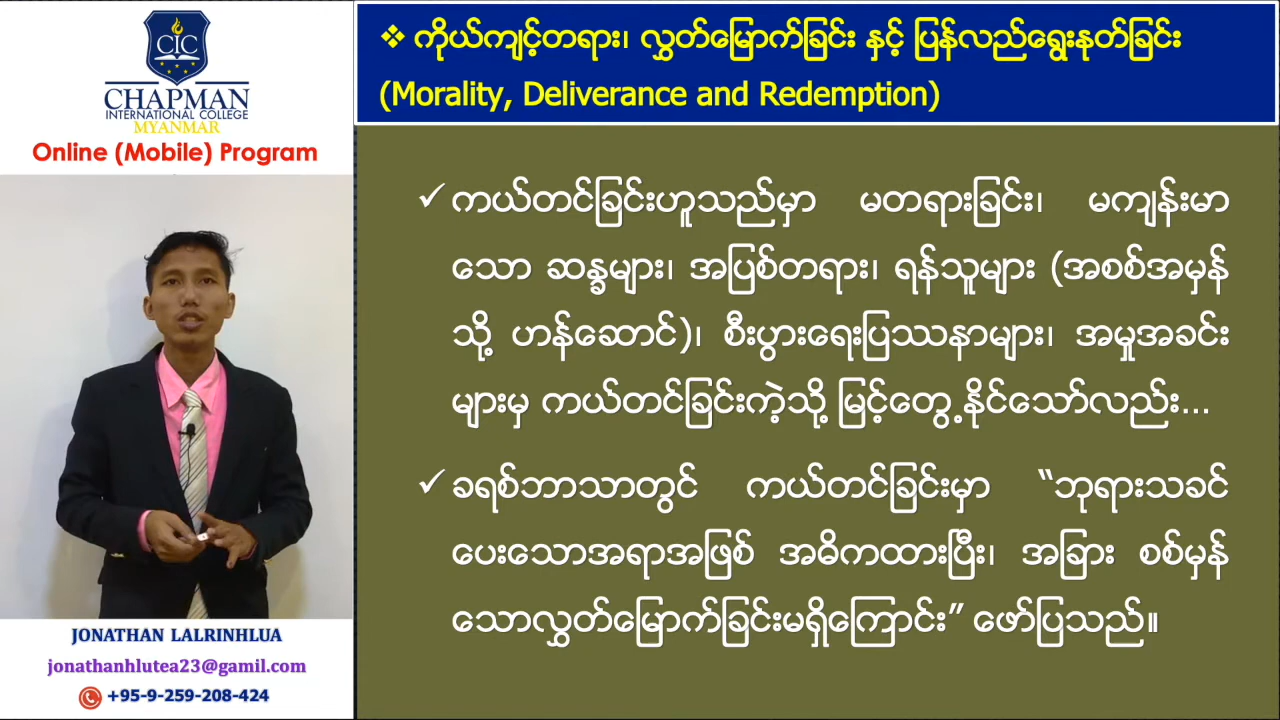 CIC
CHAPMAN
INTERNATIONAL COLLEGE
MYANMAR
Online (Mobile) Program
JONATHAN LALRINHLUA
jonathanhlutea23@gamil.com
+95-9-259-208-424
❖ ကိုယ်ကျင့်တရား၊ လွှတ်မြောက်ခြင်း နှင့် ပြန်လည်ရွေးနုတ်ခြင်း
(Morality, Deliverance and Redemption)
✓ ကယ်တင်ခြင်းဟူသည်မှာ မတရားခြင်း၊ မကျန်းမာ
သော ဆန္ဒများ၊ အပြစ်တရား၊ ရန်သူများ (အစစ်အမှန်
သို့ ဟန်ဆောင်)၊ စီးပွားရေးပြဿနာများ၊ အမှုအခင်း
များမှ ကယ်တင်ခြင်းကဲ့သို့ မြင့်တွေ့နိုင်သော်လည်း...
✓ ခရစ်ဘာသာတွင် ကယ်တင်ခြင်းမှာ “ဘုရားသခင်
ပေးသောအရာအဖြစ် အဓိကထားပြီး၊ အခြား စစ်မှန်
သောလွှတ်မြောက်ခြင်းမရှိကြောင်း” ဖော်ပြသည်။